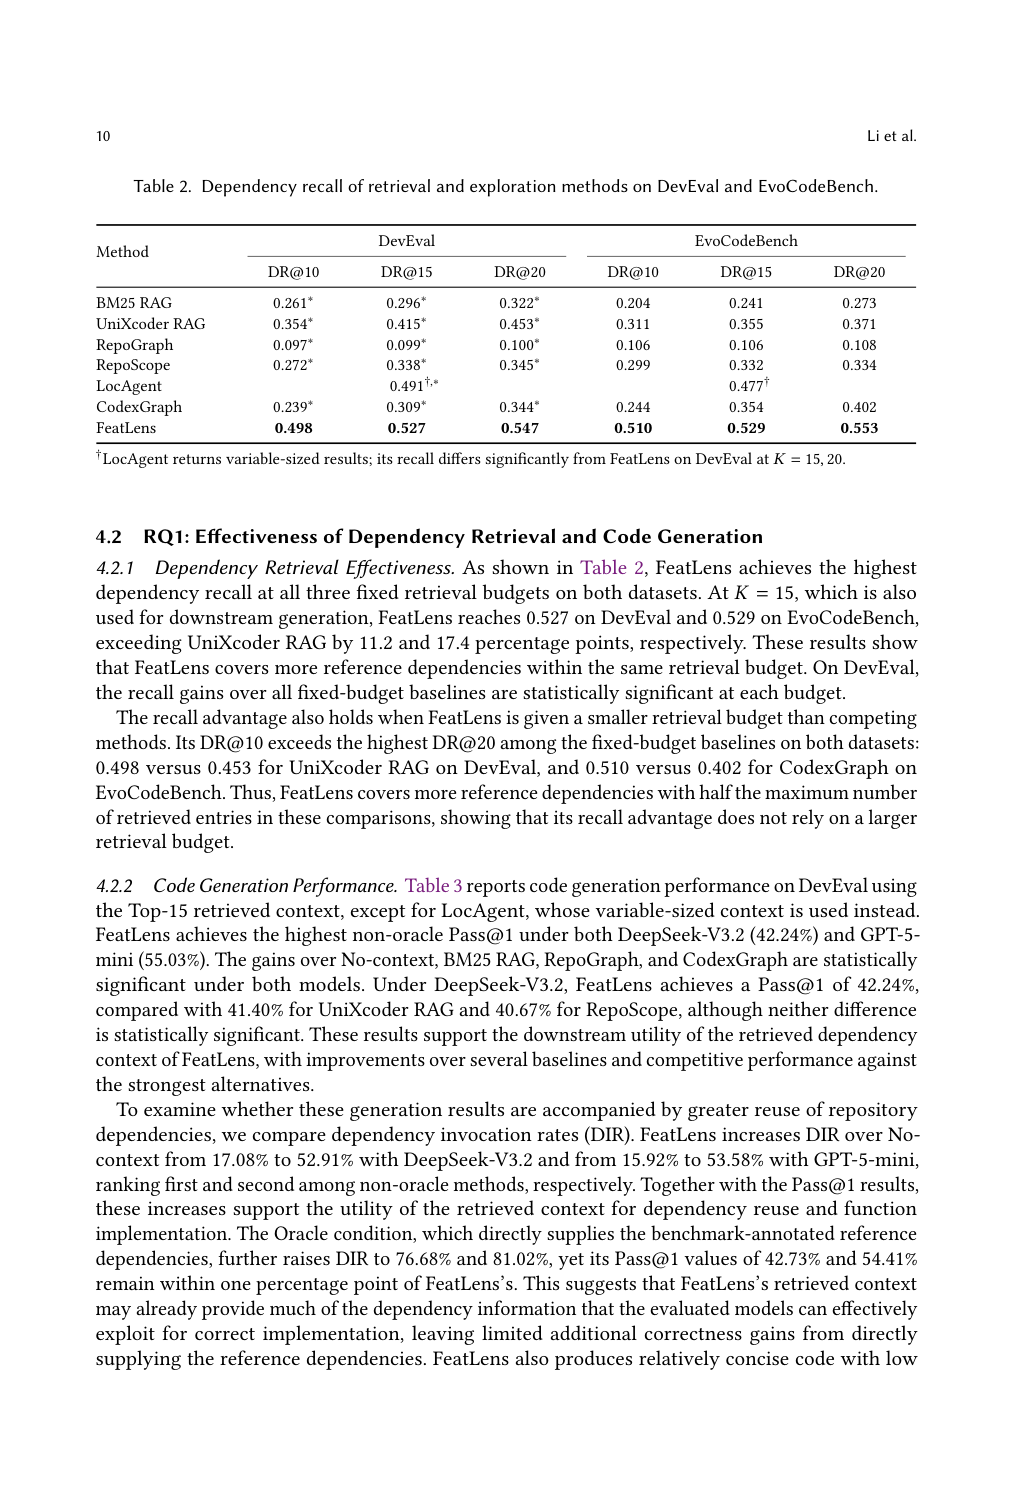 10
Li et al.
Table 2. Dependency recall of retrieval and exploration methods on DevEval and EvoCodeBench.
Method DevEval EvoCodeBench
DR@10 DR@15 DR@20 DR@10 DR@15 DR@20
BM25 RAG 0.261* 0.296* 0.322* 0.204 0.241 0.273
UniXcoder RAG 0.354* 0.415* 0.453* 0.311 0.355 0.371
RepoGraph 0.097* 0.099* 0.100* 0.106 0.106 0.108
RepoScope 0.272* 0.338* 0.345* 0.299 0.332 0.334
LocAgent 0.491†,* 0.477†
CodexGraph 0.239* 0.309* 0.344* 0.244 0.354 0.402
FeatLens 0.498 0.527 0.547 0.510 0.529 0.553
†LocAgent returns variable-sized results; its recall differs significantly from FeatLens on DevEval at K = 15, 20.
4.2 RQ1: Effectiveness of Dependency Retrieval and Code Generation
4.2.1 Dependency Retrieval Effectiveness. As shown in Table 2, FeatLens achieves the highest
dependency recall at all three fixed retrieval budgets on both datasets. At K = 15, which is also
used for downstream generation, FeatLens reaches 0.527 on DevEval and 0.529 on EvoCodeBench,
exceeding UniXcoder RAG by 11.2 and 17.4 percentage points, respectively. These results show
that FeatLens covers more reference dependencies within the same retrieval budget. On DevEval,
the recall gains over all fixed-budget baselines are statistically significant at each budget.
The recall advantage also holds when FeatLens is given a smaller retrieval budget than competing
methods. Its DR@10 exceeds the highest DR@20 among the fixed-budget baselines on both datasets:
0.498 versus 0.453 for UniXcoder RAG on DevEval, and 0.510 versus 0.402 for CodexGraph on
EvoCodeBench. Thus, FeatLens covers more reference dependencies with half the maximum number
of retrieved entries in these comparisons, showing that its recall advantage does not rely on a larger
retrieval budget.
4.2.2 Code Generation Performance. Table 3 reports code generation performance on DevEval using
the Top-15 retrieved context, except for LocAgent, whose variable-sized context is used instead.
FeatLens achieves the highest non-oracle Pass@1 under both DeepSeek-V3.2 (42.24%) and GPT-5-
mini (55.03%). The gains over No-context, BM25 RAG, RepoGraph, and CodexGraph are statistically
significant under both models. Under DeepSeek-V3.2, FeatLens achieves a Pass@1 of 42.24%,
compared with 41.40% for UniXcoder RAG and 40.67% for RepoScope, although neither difference
is statistically significant. These results support the downstream utility of the retrieved dependency
context of FeatLens, with improvements over several baselines and competitive performance against
the strongest alternatives.
To examine whether these generation results are accompanied by greater reuse of repository
dependencies, we compare dependency invocation rates (DIR). FeatLens increases DIR over No-
context from 17.08% to 52.91% with DeepSeek-V3.2 and from 15.92% to 53.58% with GPT-5-mini,
ranking first and second among non-oracle methods, respectively. Together with the Pass@1 results,
these increases support the utility of the retrieved context for dependency reuse and function
implementation. The Oracle condition, which directly supplies the benchmark-annotated reference
dependencies, further raises DIR to 76.68% and 81.02%, yet its Pass@1 values of 42.73% and 54.41%
remain within one percentage point of FeatLens's. This suggests that FeatLens's retrieved context
may already provide much of the dependency information that the evaluated models can effectively
exploit for correct implementation, leaving limited additional correctness gains from directly
supplying the reference dependencies. FeatLens also produces relatively concise code with low